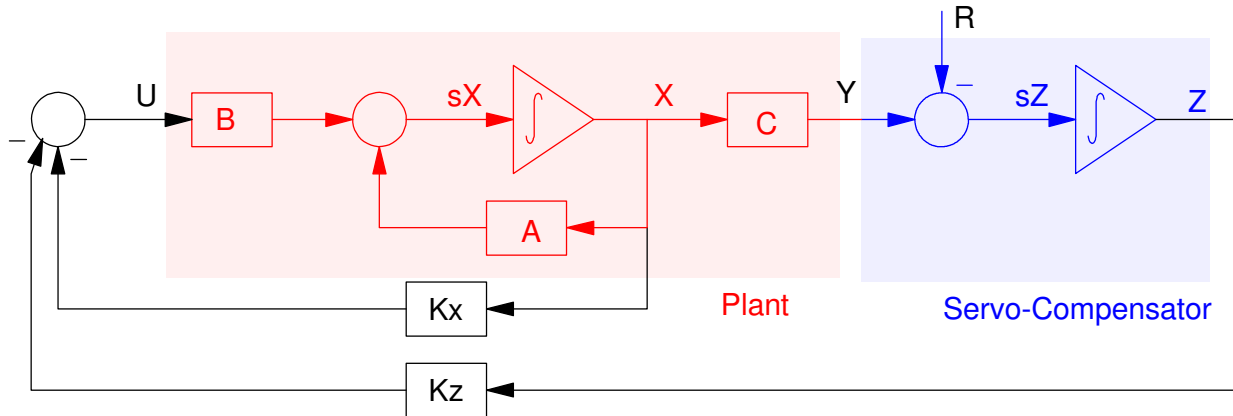 R
U
B
sX
X
C
Y
sZ
Z
–
–
–
∫
∫
A
Kx
Plant
Servo-Compensator
Kz